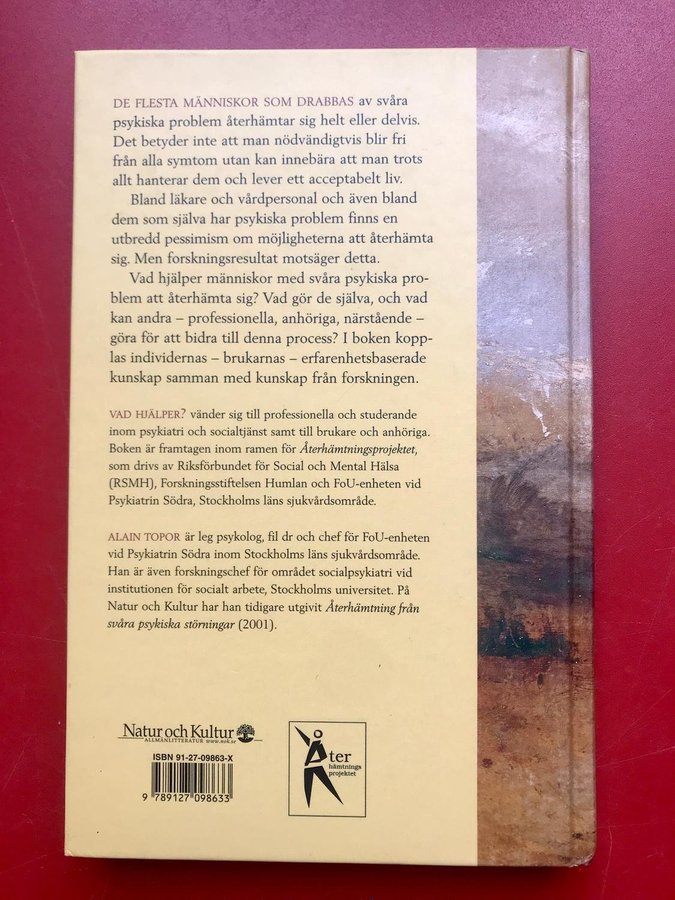 DE FLESTA MÄNNISKOR SOM DRABBAS av svåra
psykiska problem återhämtar sig helt eller delvis.
Det betyder inte att man nödvändigtvis blir fri
från alla symtom utan kan innebära att man trots
allt hanterar dem och lever ett acceptabelt liv.
Bland läkare och vårdpersonal och även bland
dem som själva har psykiska problem finns en
utbredd pessimism om möjligheterna att återhämta
sig. Men forskningsresultat motsäger detta.
Vad hjälper människor med svåra psykiska pro-
blem att återhämta sig? Vad gör de själva, och vad
kan andra – professionella, anhöriga, närstående –
göra för att bidra till denna process? I boken kopp-
las individernas – brukarnas – erfarenhetsbaserade
kunskap samman med kunskap från forskningen.
VAD HJÄLPER? vänder sig till professionella och studerande
inom psykiatri och socialtjänst samt till brukare och anhöriga.
Boken är framtagen inom ramen för Återhämtningsprojektet,
som drivs av Riksförbundet för Social och Mental Hälsa
(RSMH), Forskningsstiftelsen Humlan och FoU-enheten vid
Psykiatrin Södra, Stockholms läns sjukvårdsområde.
ALAIN TOPOR är leg psykolog, fil dr och chef för FoU-enheten
vid Psykiatrin Södra inom Stockholms läns sjukvårdsområde.
Han är även forskningschef för området socialpsykiatri vid
institutionen för socialt arbete, Stockholms universitet. På
Natur och Kultur har han tidigare utgivit Återhämtning från
svåra psykiska störningar (2001).
Natur och Kultur
ALLMÄNLITTERATUR www.nok.se
ISBN 91-27-09863-X
9 789127 098633
Åter
hämtnings
projektet